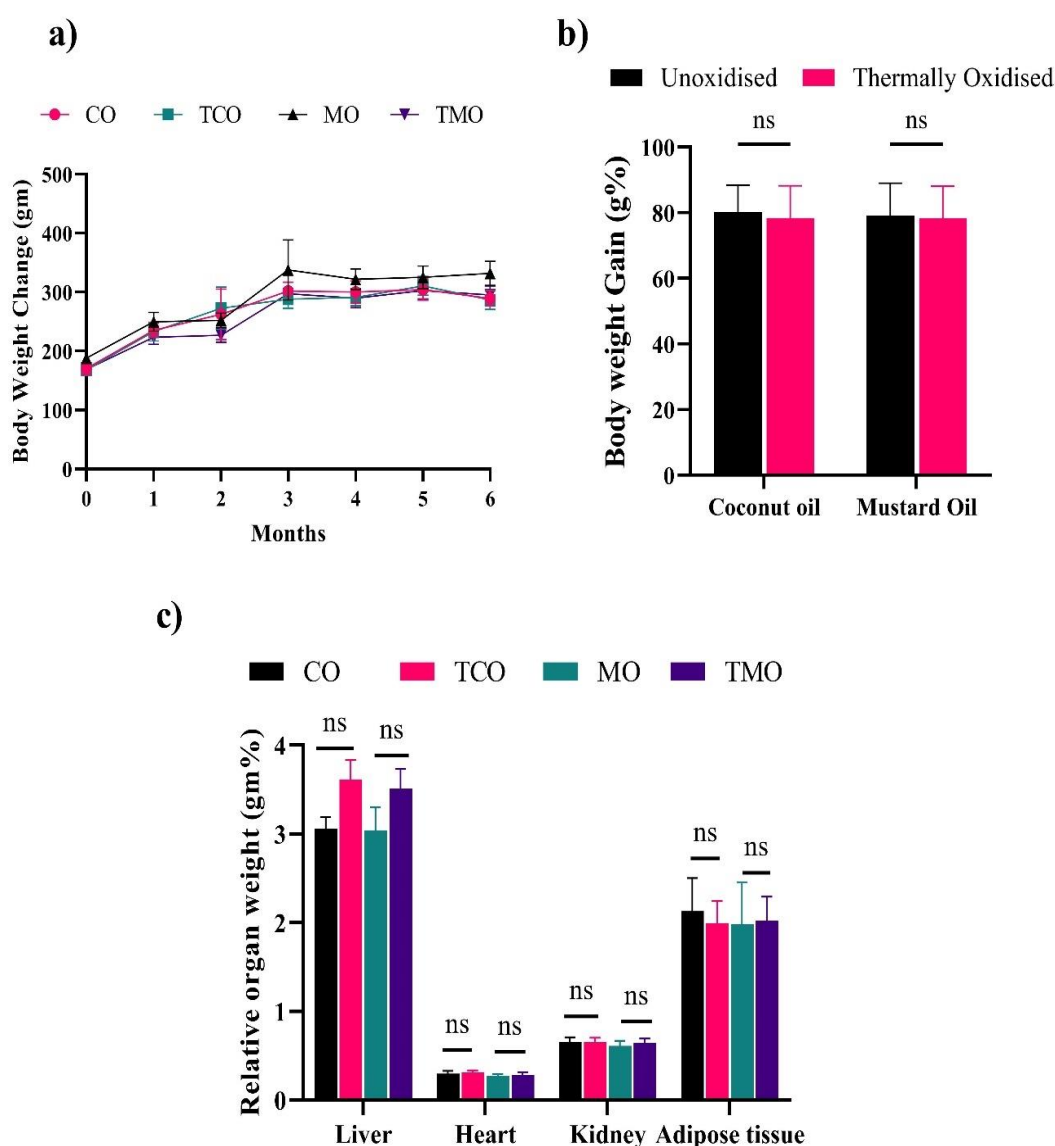 a)
CO TCO MO TMO
Body Weight Change (gm)
500
400
300
200
100
0
0 1 2 3 4 5 6
Months
b)
Unoxidised Thermally Oxidised
ns ns
Body weight Gain (g%)
100
80
60
40
20
0
Coconut oil Mustard Oil
c)
CO TCO MO TMO
Relative organ weight (gm%)
4
3
2
1
0
ns ns ns ns ns ns ns ns
Liver Heart Kidney Adipose tissue